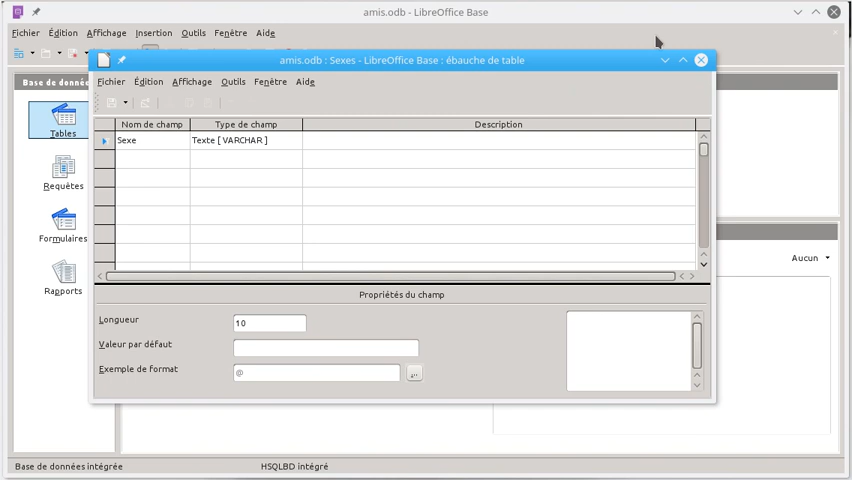 amis.odb - LibreOffice Base
Fichier Édition Affichage Insertion Outils Fenêtre Aide
Base de donnée
amis.odb : Sexes - LibreOffice Base : ébauche de table
Fichier Édition Affichage Outils Fenêtre Aide
Nom de champ Type de champ Description
Sexe Texte [ VARCHAR ]
Tables
Requêtes
Formulaires
Rapports
Aucun
Propriétés du champ
Longueur 10
Valeur par défaut
Exemple de format @ ...
Base de données intégrée HSQLBD intégré